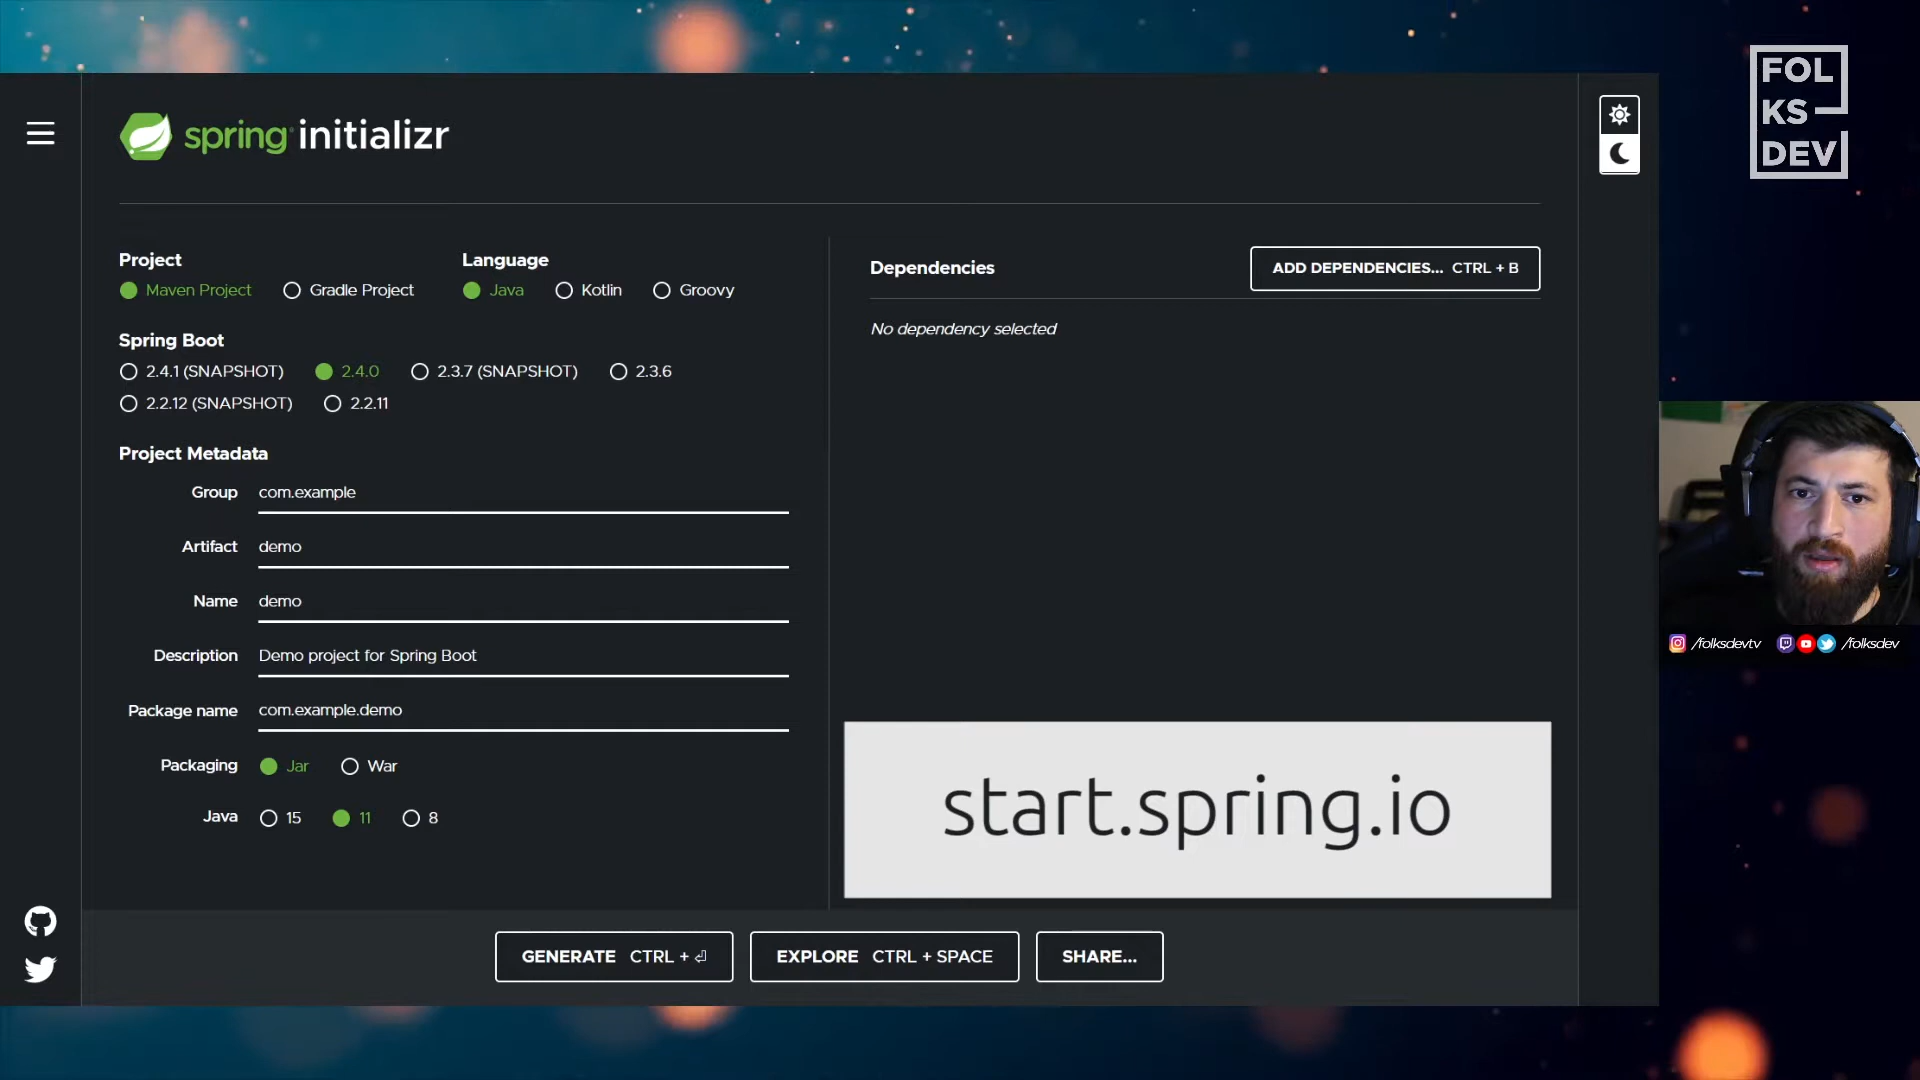 FOL
KS
DEV
spring initializr
Project
Maven Project
Gradle Project
Language
Java
Kotlin
Groovy
Spring Boot
2.4.1 (SNAPSHOT)
2.4.0
2.3.7 (SNAPSHOT)
2.3.6
2.2.12 (SNAPSHOT)
2.2.11
Project Metadata
Group com.example
Artifact demo
Name demo
Description Demo project for Spring Boot
Package name com.example.demo
Packaging Jar War
Java 15 11 8
Dependencies
ADD DEPENDENCIES... CTRL + B
No dependency selected
start.spring.io
/folksdevtv /folksdev
GENERATE CTRL + ⏎
EXPLORE CTRL + SPACE
SHARE...